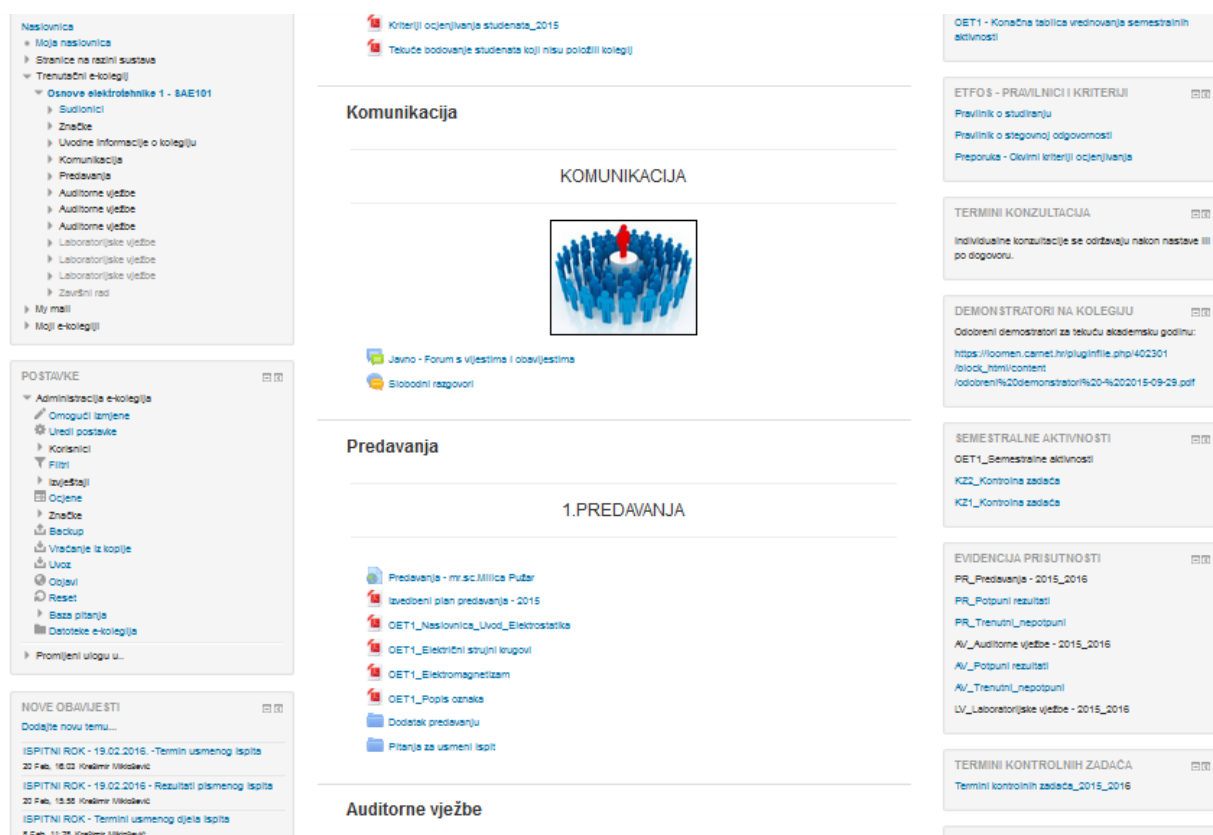 Naslovnica
Moja naslovnica
Stranice na razini sustava
Trenutačni e-kolegij
Osnove elektrotehnike 1 - SAE101
Sudionici
Značke
Uvodne informacije o kolegiju
Komunikacija
Predavanja
Auditorne vježbe
Auditorne vježbe
Auditorne vježbe
Laboratorijske vježbe
Laboratorijske vježbe
Laboratorijske vježbe
Završni rad
My mail
Moji e-kolegiji
POSTAVKE
Administracija e-kolegija
Omogući izmjene
Uredi postavke
Korisnici
Filtri
Izvještaji
Ocjene
Značke
Backup
Vraćanje iz kopije
Uvoz
Objavi
Reset
Baza pitanja
Datoteke e-kolegija
Promijeni ulogu u...
NOVE OBAVIJESTI
Dodajte novu temu...
ISPITNI ROK - 19.02.2016. -Termin usmenog ispita
20 Feb, 16:03 Krešimir Miklošević
ISPITNI ROK - 19.02.2016 - Rezultati pismenog ispita
20 Feb, 15:58 Krešimir Miklošević
ISPITNI ROK - Termini usmenog djela ispita
Kriteriji ocjenjivanja studenata_2015
Tekuće bodovanje studenata koji nisu položili kolegij
Komunikacija
KOMUNIKACIJA
Javno - Forum s vijestima i obavijestima
Slobodni razgovori
Predavanja
1.PREDAVANJA
Predavanja - mr.sc.Milica Pužar
Izvedbeni plan predavanja - 2015
OET1_Naslovnica_Uvod_Elektrostatika
OET1_Električni strujni krugovi
OET1_Elektromagnetizam
OET1_Popis oznaka
Dodatak predavanju
Pitanja za usmeni ispit
Auditorne vježbe
OET1 - Konačna tablica vrednovanja semestralnih
aktivnosti
ETFOS - PRAVILNICI I KRITERIJI
Pravilnik o studiranju
Pravilnik o stegovnoj odgovornosti
Preporuka - Okvirni kriteriji ocjenjivanja
TERMINI KONZULTACIJA
Individualne konzultacije se održavaju nakon nastave ili
po dogovoru.
DEMONSTRATORI NA KOLEGIJU
Odobreni demostratori za tekuću akademsku godinu:
https://loomen.carnet.hr/pluginfile.php/402301
/block_html/content
/odobreni%20demonstratori%20-%202015-09-29.pdf
SEMESTRALNE AKTIVNOSTI
OET1_Semestralne aktivnosti
KZ2_Kontrolna zadaća
KZ1_Kontrolna zadaća
EVIDENCIJA PRISUTNOSTI
PR_Predavanja - 2015_2016
PR_Potpuni rezultati
PR_Trenutni_nepotpuni
AV_Auditorne vježbe - 2015_2016
AV_Potpuni rezultati
AV_Trenutni_nepotpuni
LV_Laboratorijske vježbe - 2015_2016
TERMINI KONTROLNIH ZADAĆA
Termini kontrolnih zadaća_2015_2016